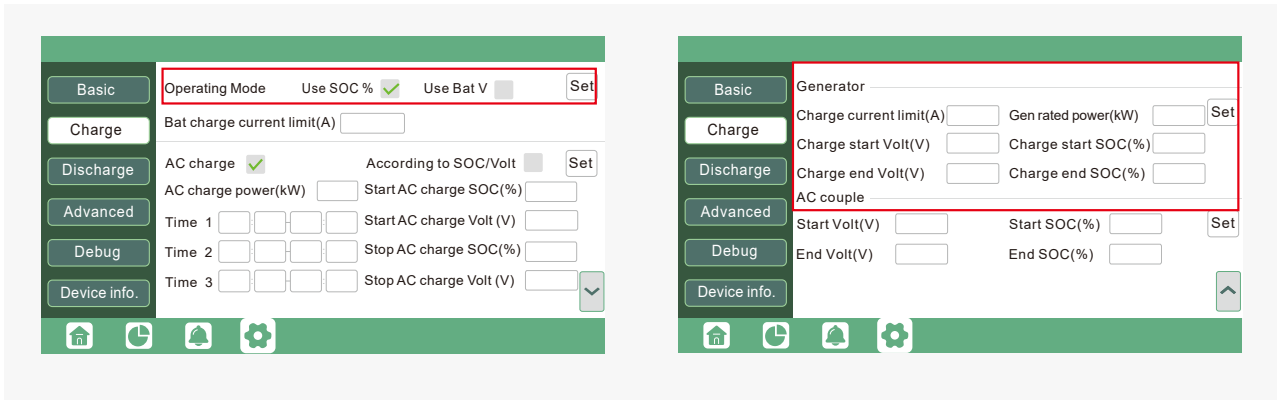 Basic
Charge
Discharge
Advanced
Debug
Device info.
Operating Mode Use SOC % Use Bat V Set
Bat charge current limit(A)
AC charge According to SOC/Volt Set
AC charge power(kW) Start AC charge SOC(%)
Time 1 : - : Start AC charge Volt (V)
Time 2 : - : Stop AC charge SOC(%)
Time 3 : - : Stop AC charge Volt (V)
Basic
Charge
Discharge
Advanced
Debug
Device info.
Generator
Charge current limit(A) Gen rated power(kW) Set
Charge start Volt(V) Charge start SOC(%)
Charge end Volt(V) Charge end SOC(%)
AC couple
Start Volt(V) Start SOC(%) Set
End Volt(V) End SOC(%)